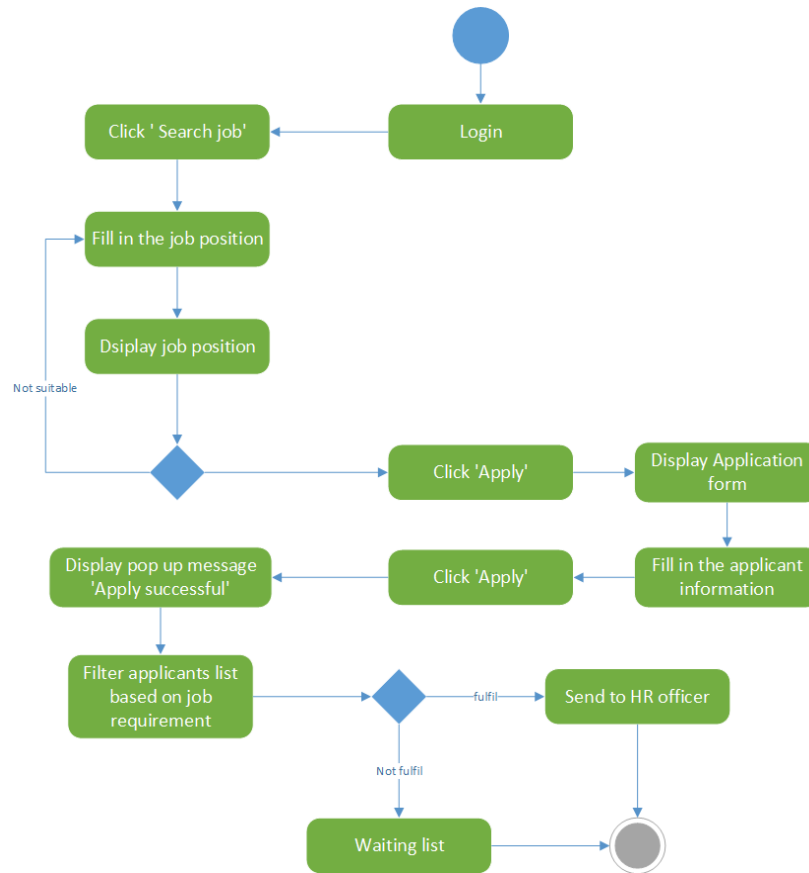 Login
Click ' Search job'
Fill in the job position
Dsiplay job position
Not suitable
Click 'Apply'
Display Application
form
Fill in the applicant
information
Click 'Apply'
Display pop up message
'Apply successful'
Filter applicants list
based on job
requirement
fulfil
Send to HR officer
Not fulfil
Waiting list